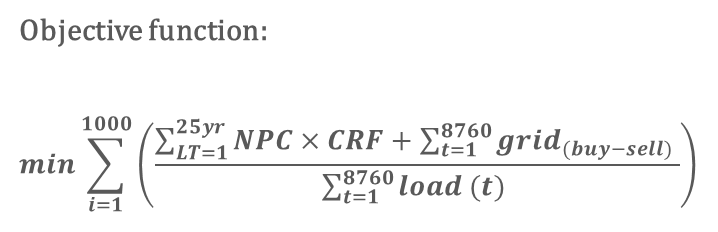 Objective function:
min ∑_{i=1}^{1000} ( (∑_{LT=1}^{25yr} NPC × CRF + ∑_{t=1}^{8760} grid_{(buy−sell)}) / (∑_{t=1}^{8760} load (t)) )